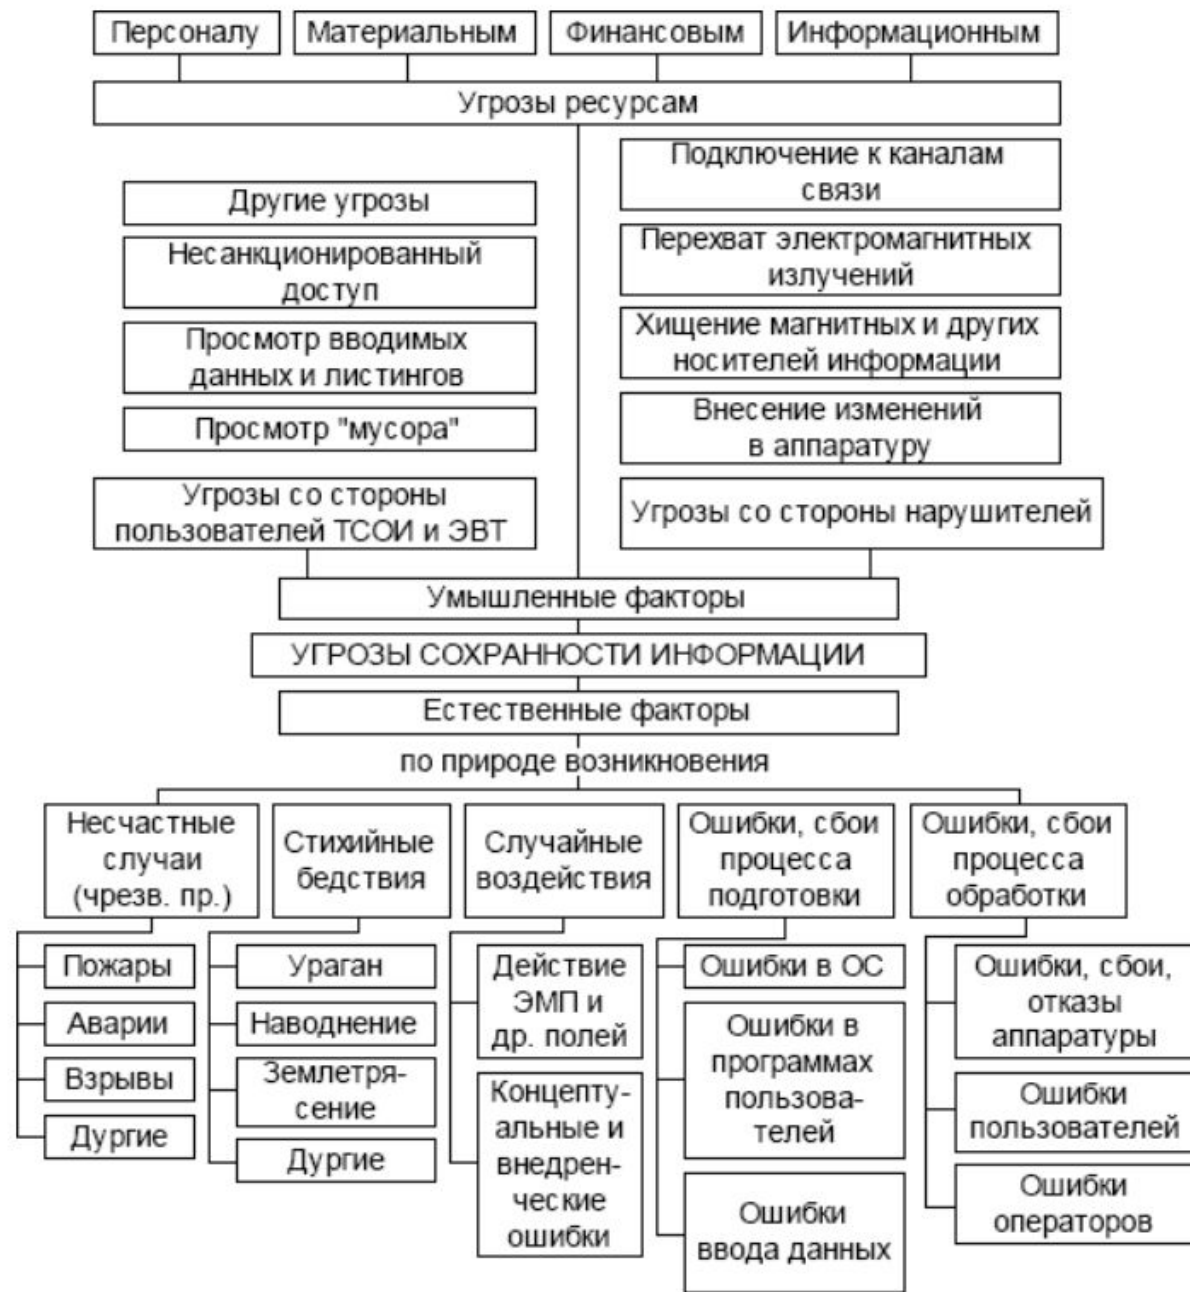 Персоналу
Материальным
Финансовым
Информационным
Угрозы ресурсам
Другие угрозы
Несанкционированный
доступ
Просмотр вводимых
данных и листингов
Просмотр "мусора"
Угрозы со стороны
пользователей ТСОИ и ЭВТ
Подключение к каналам
связи
Перехват электромагнитных
излучений
Хищение магнитных и других
носителей информации
Внесение изменений
в аппаратуру
Угрозы со стороны нарушителей
Умышленные факторы
УГРОЗЫ СОХРАННОСТИ ИНФОРМАЦИИ
Естественные факторы
по природе возникновения
Несчастные
случаи
(чрезв. пр.)
Пожары
Аварии
Взрывы
Дургие
Стихийные
бедствия
Ураган
Наводнение
Землетря-
сение
Дургие
Случайные
воздействия
Действие
ЭМП и
др. полей
Концепту-
альные и
внедрен-
ческие
ошибки
Ошибки, сбои
процесса
подготовки
Ошибки в ОС
Ошибки в
программах
пользова-
телей
Ошибки
ввода данных
Ошибки, сбои
процесса
обработки
Ошибки, сбои,
отказы
аппаратуры
Ошибки
пользователей
Ошибки
операторов